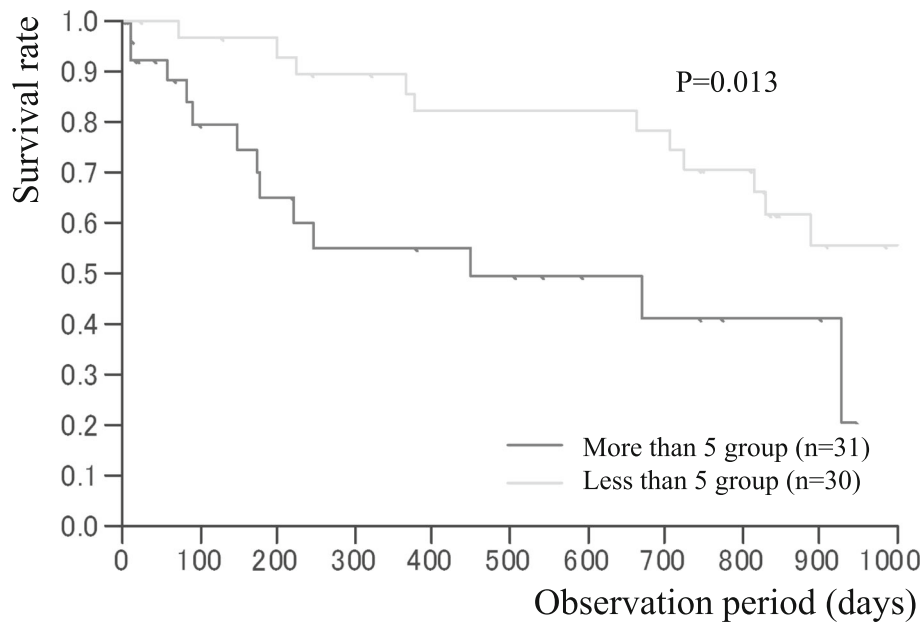 Survival rate
1.0
0.9
0.8
0.7
0.6
0.5
0.4
0.3
0.2
0.1
0.0
P=0.013
More than 5 group (n=31)
Less than 5 group (n=30)
0 100 200 300 400 500 600 700 800 900 1000
Observation period (days)